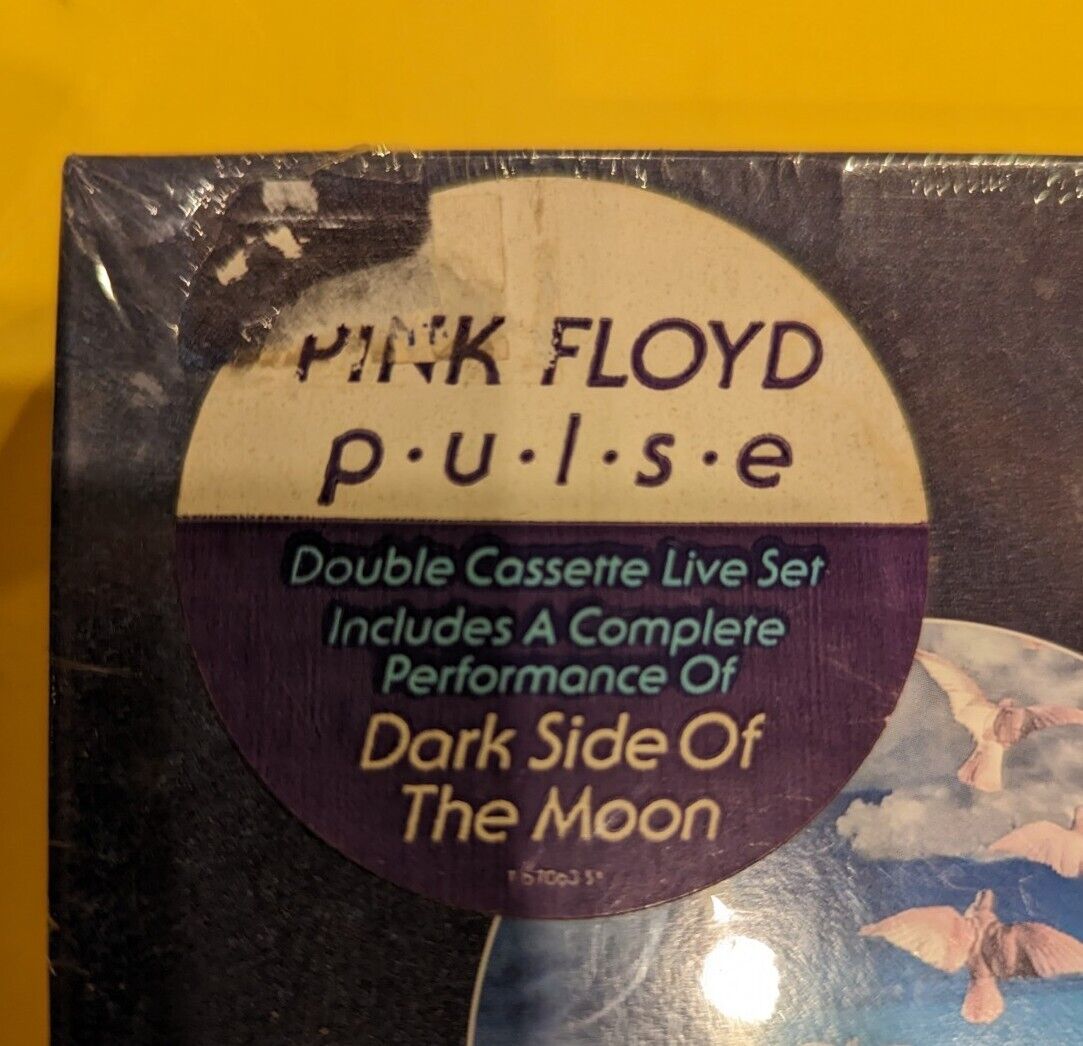 PINK FLOYD
p·u·l·s·e
Double Cassette Live Set
Includes A Complete
Performance Of
Dark Side Of
The Moon